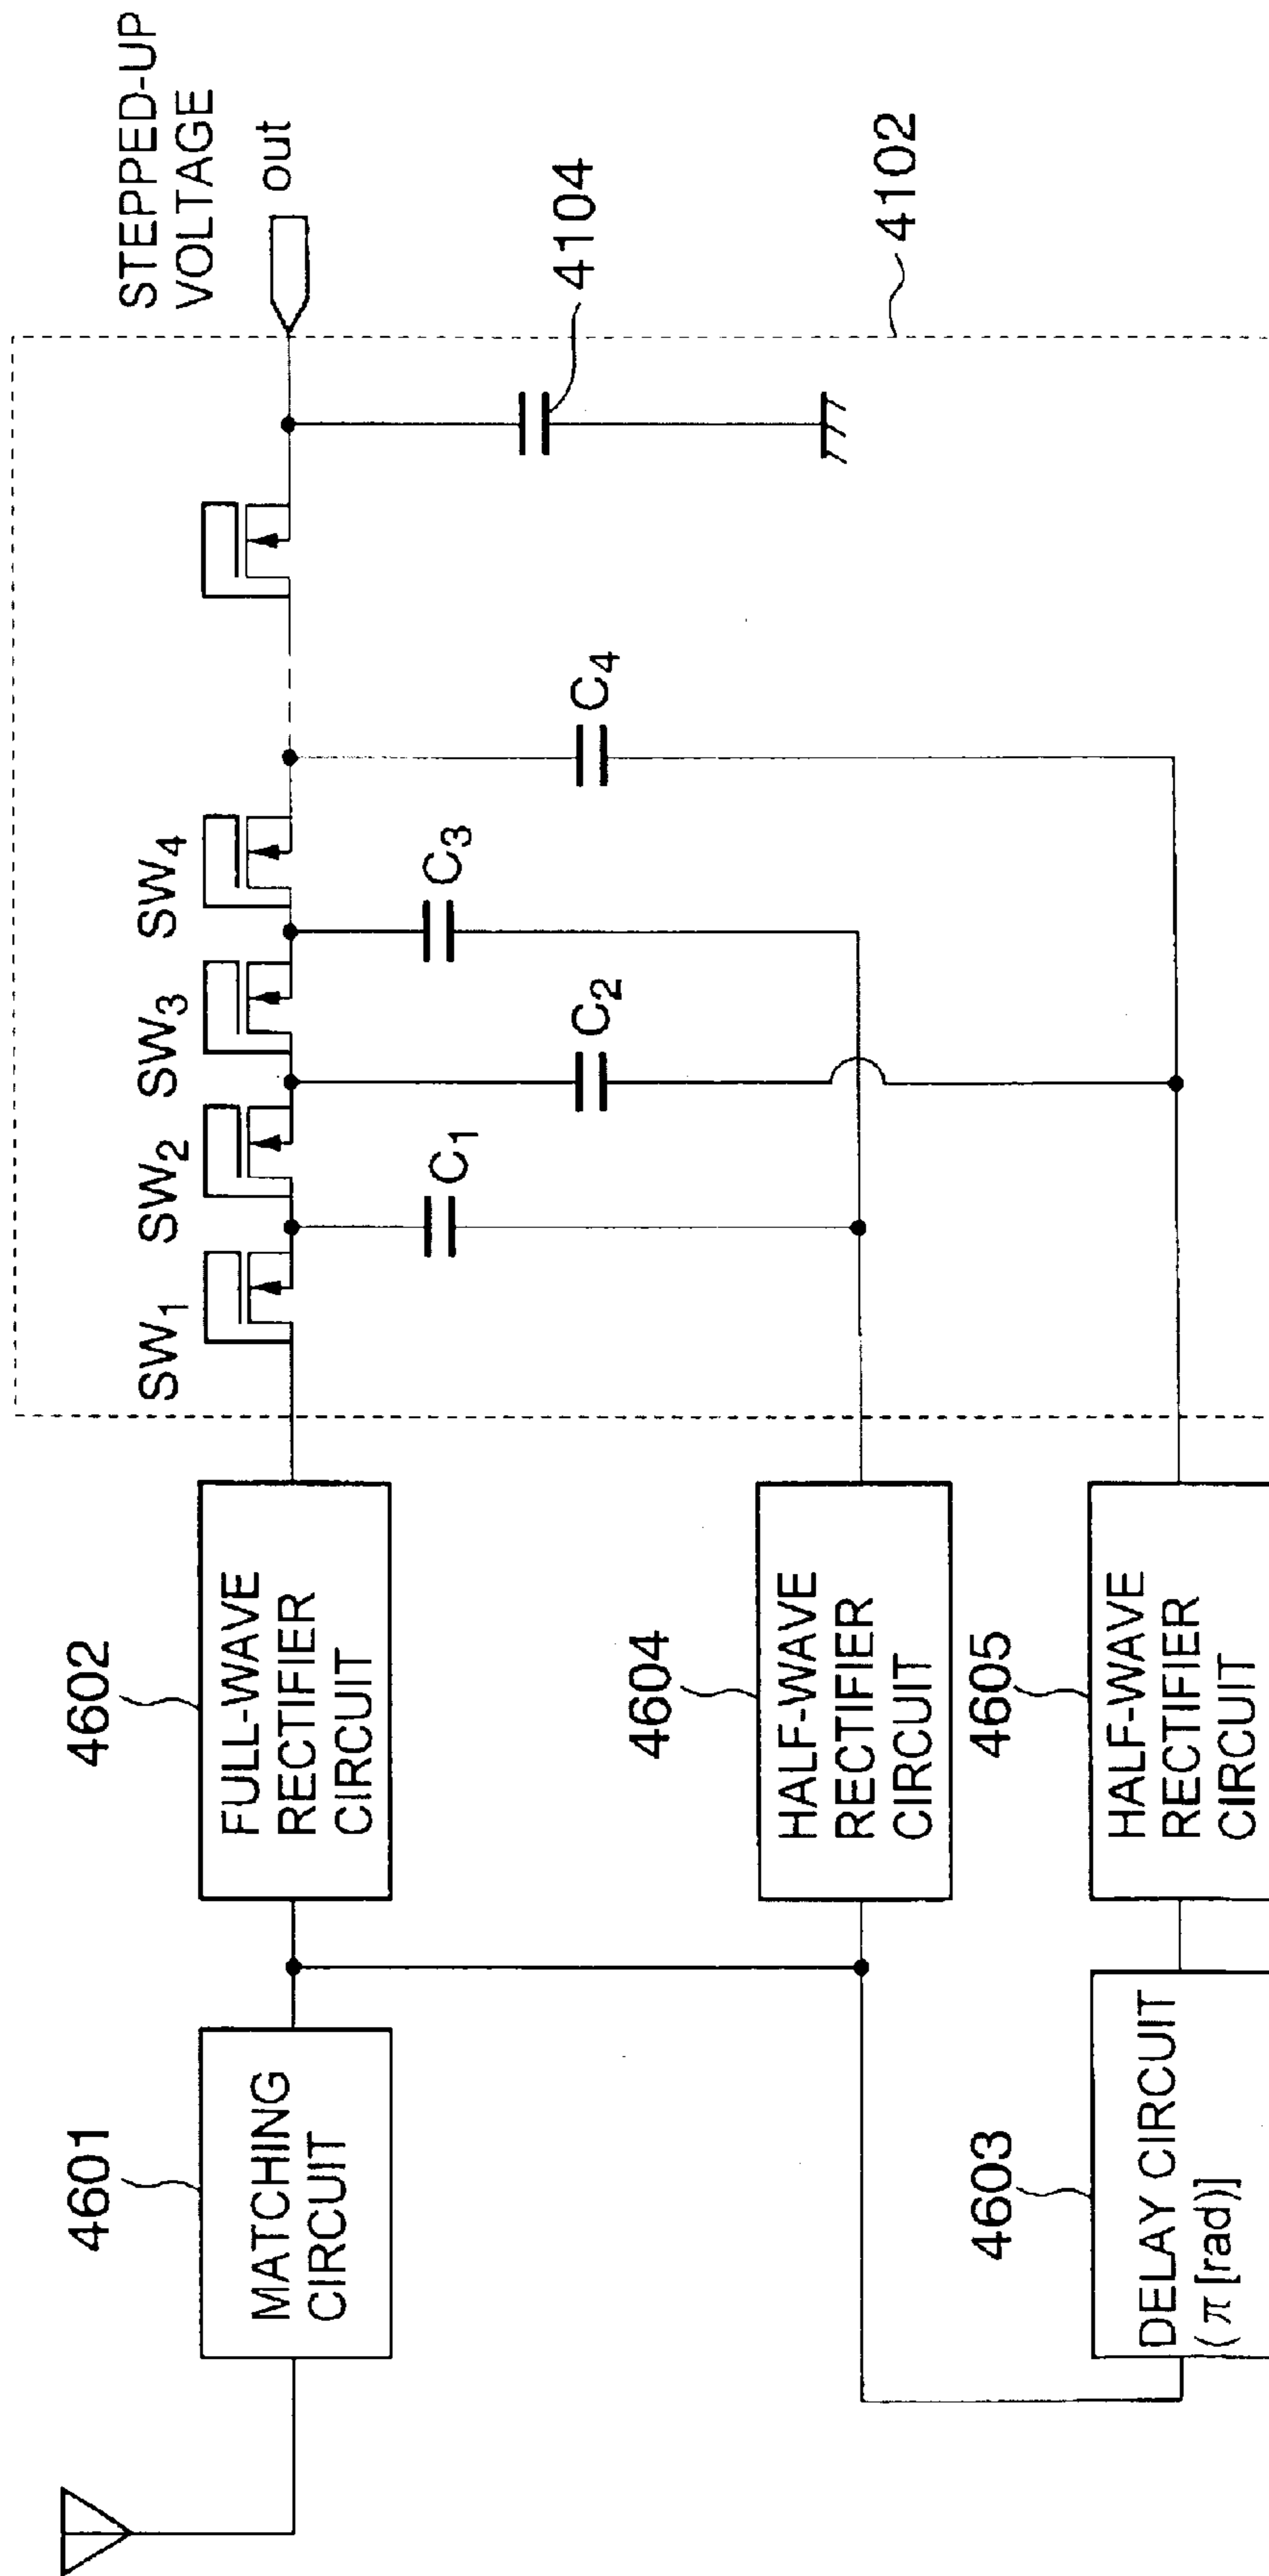 4601
MATCHING
CIRCUIT
4602
FULL-WAVE
RECTIFIER
CIRCUIT
SW1
SW2
SW3
SW4
STEPPED-UP
VOLTAGE
out
C1
C2
C3
C4
4104
4102
4604
HALF-WAVE
RECTIFIER
CIRCUIT
4603
DELAY CIRCUIT
(π [rad)]
4605
HALF-WAVE
RECTIFIER
CIRCUIT